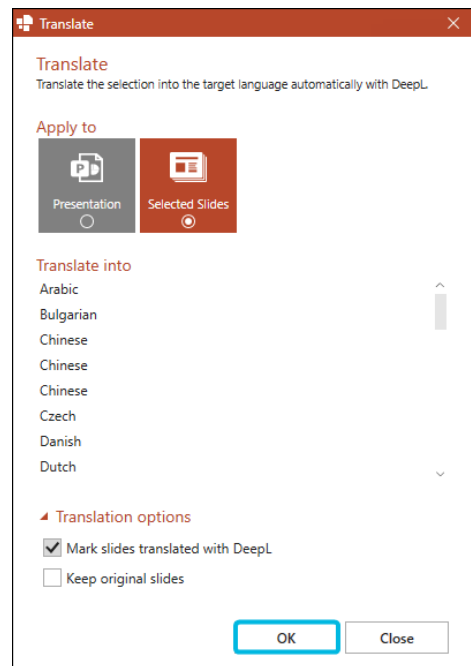 Translate
Translate
Translate the selection into the target language automatically with DeepL.
Apply to
Presentation
Selected Slides
Translate into
Arabic
Bulgarian
Chinese
Chinese
Chinese
Czech
Danish
Dutch
Translation options
Mark slides translated with DeepL
Keep original slides
OK
Close